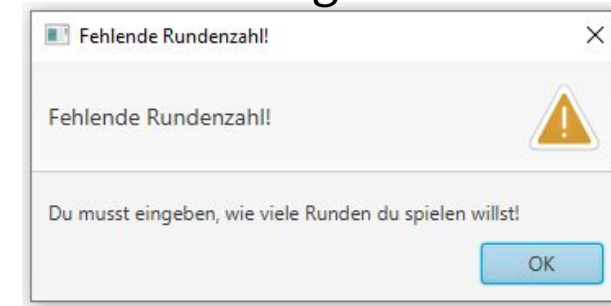 Fehlende Rundenzahl!
Fehlende Rundenzahl!
Du musst eingeben, wie viele Runden du spielen willst!
OK